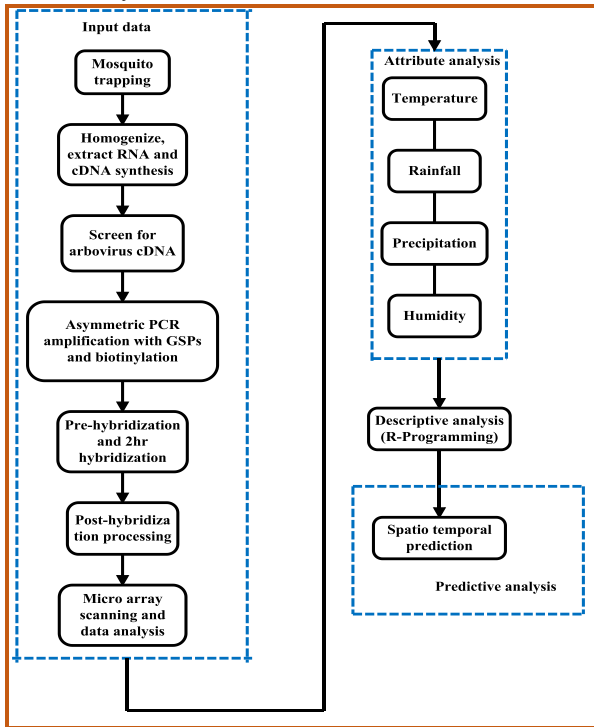 Input data
Mosquito
trapping
Homogenize,
extract RNA and
cDNA synthesis
Screen for
arbovirus cDNA
Asymmetric PCR
amplification with GSPs
and biotinylation
Pre-hybridization
and 2hr
hybridization
Post-hybridiza
tion processing
Micro array
scanning and
data analysis
Attribute analysis
Temperature
Rainfall
Precipitation
Humidity
Descriptive analysis
(R-Programming)
Spatio temporal
prediction
Predictive analysis